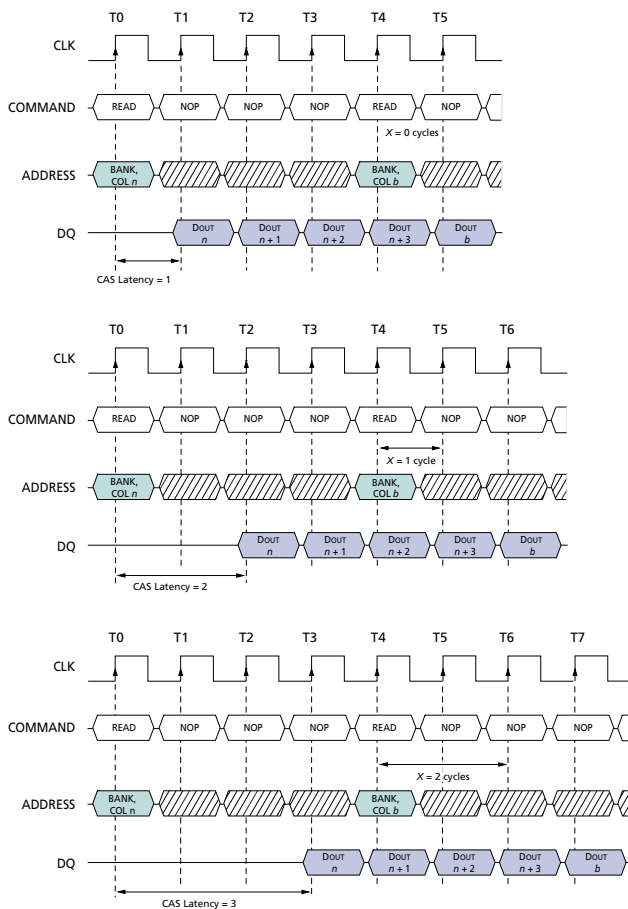 T0 T1 T2 T3 T4 T5
CLK
COMMAND READ NOP NOP NOP READ NOP
X = 0 cycles
ADDRESS BANK, COL n BANK, COL b
DQ DOUT n DOUT n + 1 DOUT n + 2 DOUT n + 3 DOUT b
CAS Latency = 1
T0 T1 T2 T3 T4 T5 T6
CLK
COMMAND READ NOP NOP NOP READ NOP NOP
X = 1 cycle
ADDRESS BANK, COL n BANK, COL b
DQ DOUT n DOUT n + 1 DOUT n + 2 DOUT n + 3 DOUT b
CAS Latency = 2
T0 T1 T2 T3 T4 T5 T6 T7
CLK
COMMAND READ NOP NOP NOP READ NOP NOP NOP
X = 2 cycles
ADDRESS BANK, COL n BANK, COL b
DQ DOUT n DOUT n + 1 DOUT n + 2 DOUT n + 3 DOUT b
CAS Latency = 3